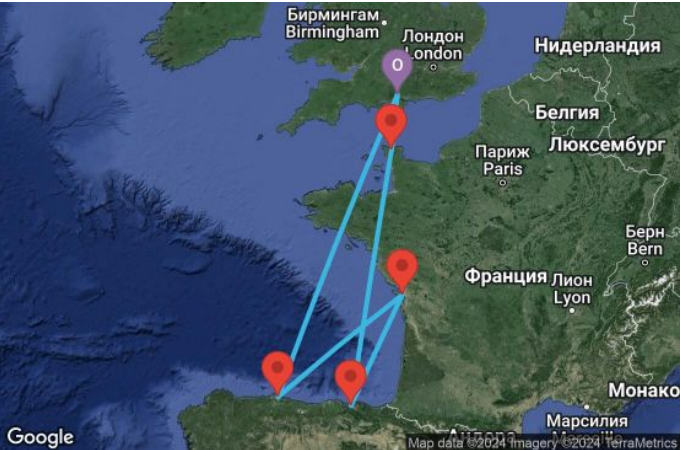 Бирмингам
Birmingham
Лондон
London
O
Нидерландия
Белгия
Люксембург
Париж
Paris
Берн
Bern
Франция
Лион
Lyon
Монако
Марсилия
Андора
Google
Map data ©2024 Imagery ©2024 TerraMetrics